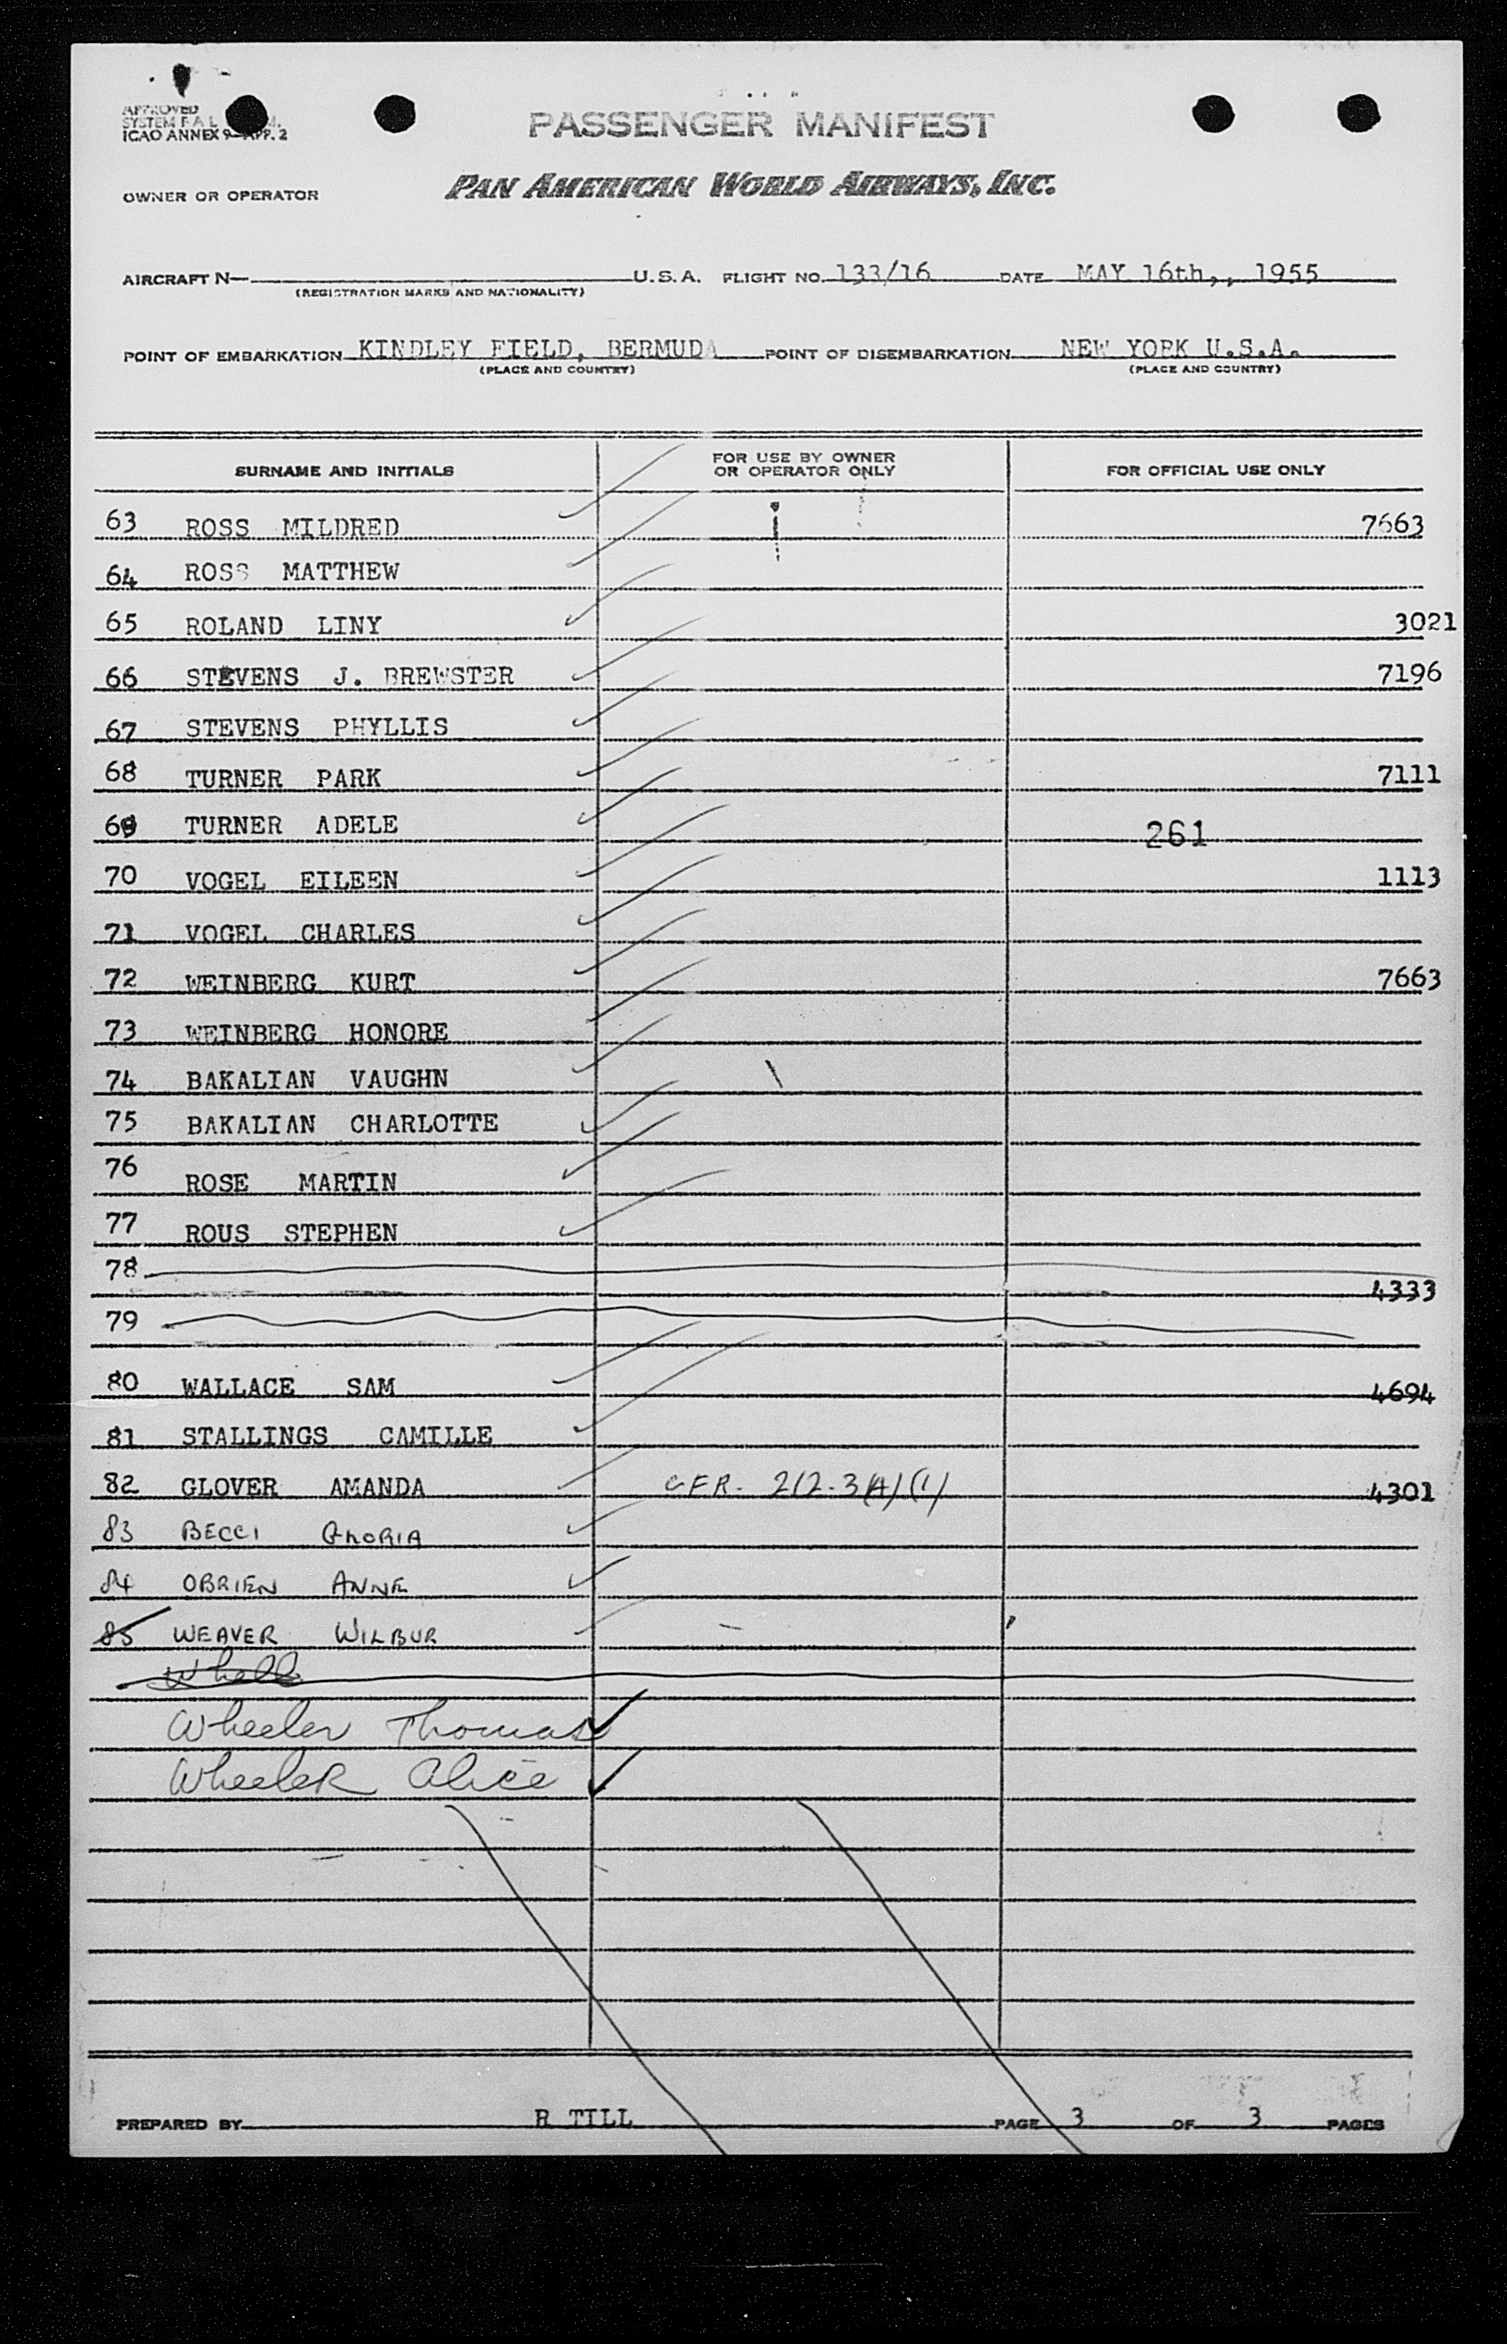 APPROVED
SYSTEM F.A.L.
ICAO ANNEX 9 APP. 2
PASSENGER MANIFEST
OWNER OR OPERATOR PAN AMERICAN WORLD AIRWAYS, INC.
AIRCRAFT N— U.S.A. FLIGHT NO. 133/16 DATE MAY 16th,, 1955
(REGISTRATION MARKS AND NATIONALITY)
POINT OF EMBARKATION KINDLEY FIELD, BERMUDA POINT OF DISEMBARKATION NEW YORK U.S.A.
(PLACE AND COUNTRY) (PLACE AND COUNTRY)
SURNAME AND INITIALS FOR USE BY OWNER OR OPERATOR ONLY FOR OFFICIAL USE ONLY
63 ROSS MILDRED 7663
64 ROSS MATTHEW
65 ROLAND LINY 3021
66 STEVENS J. BREWSTER 7196
67 STEVENS PHYLLIS
68 TURNER PARK 7111
69 TURNER ADELE 261
70 VOGEL EILEEN 1113
71 VOGEL CHARLES
72 WEINBERG KURT 7663
73 WEINBERG HONORE
74 BAKALIAN VAUGHN
75 BAKALIAN CHARLOTTE
76 ROSE MARTIN
77 ROUS STEPHEN
78 4333
79
80 WALLACE SAM 4694
81 STALLINGS CAMILLE
82 GLOVER AMANDA CFR. 212.3(A)(1) 4301
83 BECCI GLORIA
84 OBRIEN ANNE
85 WEAVER WILBUR
Whell
Wheeler Thomas
Wheeler Alice
PREPARED BY R TILL PAGE 3 OF 3 PAGES